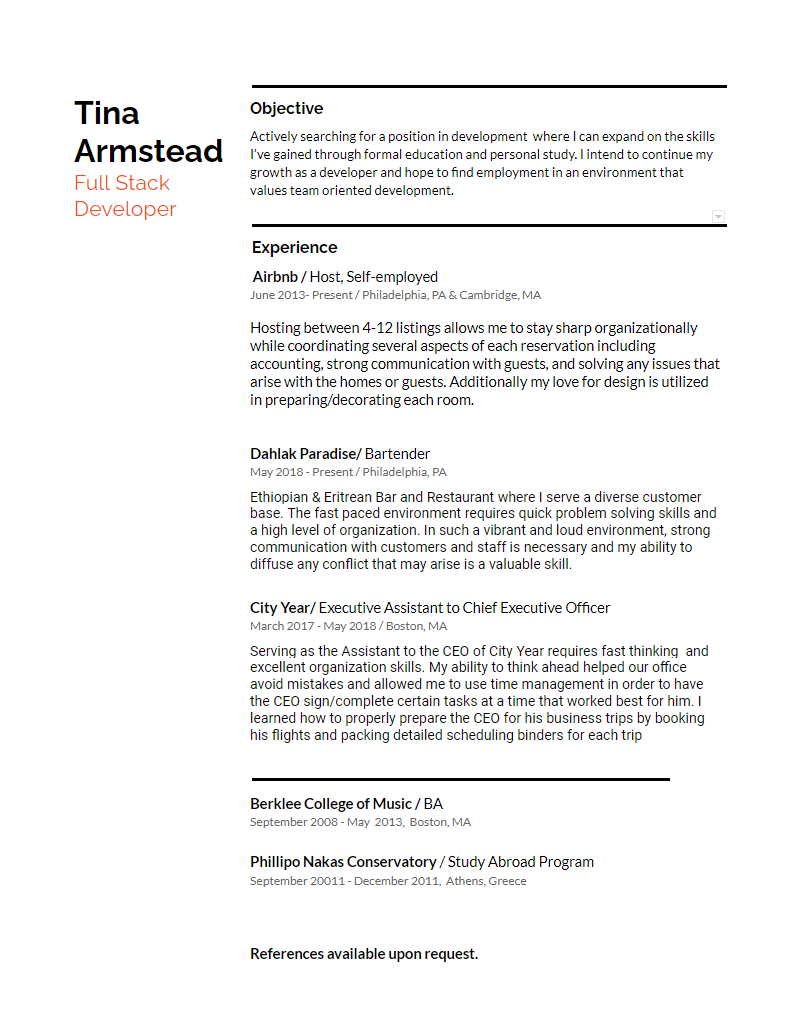 Tina
Armstead
Full Stack
Developer
Objective
Actively searching for a position in development  where I can expand on the skills
I've gained through formal education and personal study. I intend to continue my
growth as a developer and hope to find employment in an environment that
values team oriented development.
Experience
Airbnb / Host, Self-employed
June 2013- Present / Philadelphia, PA & Cambridge, MA
Hosting between 4-12 listings allows me to stay sharp organizationally
while coordinating several aspects of each reservation including
accounting, strong communication with guests, and solving any issues that
arise with the homes or guests. Additionally my love for design is utilized
in preparing/decorating each room.
Dahlak Paradise/ Bartender
May 2018 - Present / Philadelphia, PA
Ethiopian & Eritrean Bar and Restaurant where I serve a diverse customer
base. The fast paced environment requires quick problem solving skills and
a high level of organization. In such a vibrant and loud environment, strong
communication with customers and staff is necessary and my ability to
diffuse any conflict that may arise is a valuable skill.
City Year/ Executive Assistant to Chief Executive Officer
March 2017 - May 2018 / Boston, MA
Serving as the Assistant to the CEO of City Year requires fast thinking  and
excellent organization skills. My ability to think ahead helped our office
avoid mistakes and allowed me to use time management in order to have
the CEO sign/complete certain tasks at a time that worked best for him. I
learned how to properly prepare the CEO for his business trips by booking
his flights and packing detailed scheduling binders for each trip
Berklee College of Music / BA
September 2008 - May  2013,  Boston, MA
Phillipo Nakas Conservatory / Study Abroad Program
September 20011 - December 2011,  Athens, Greece
References available upon request.